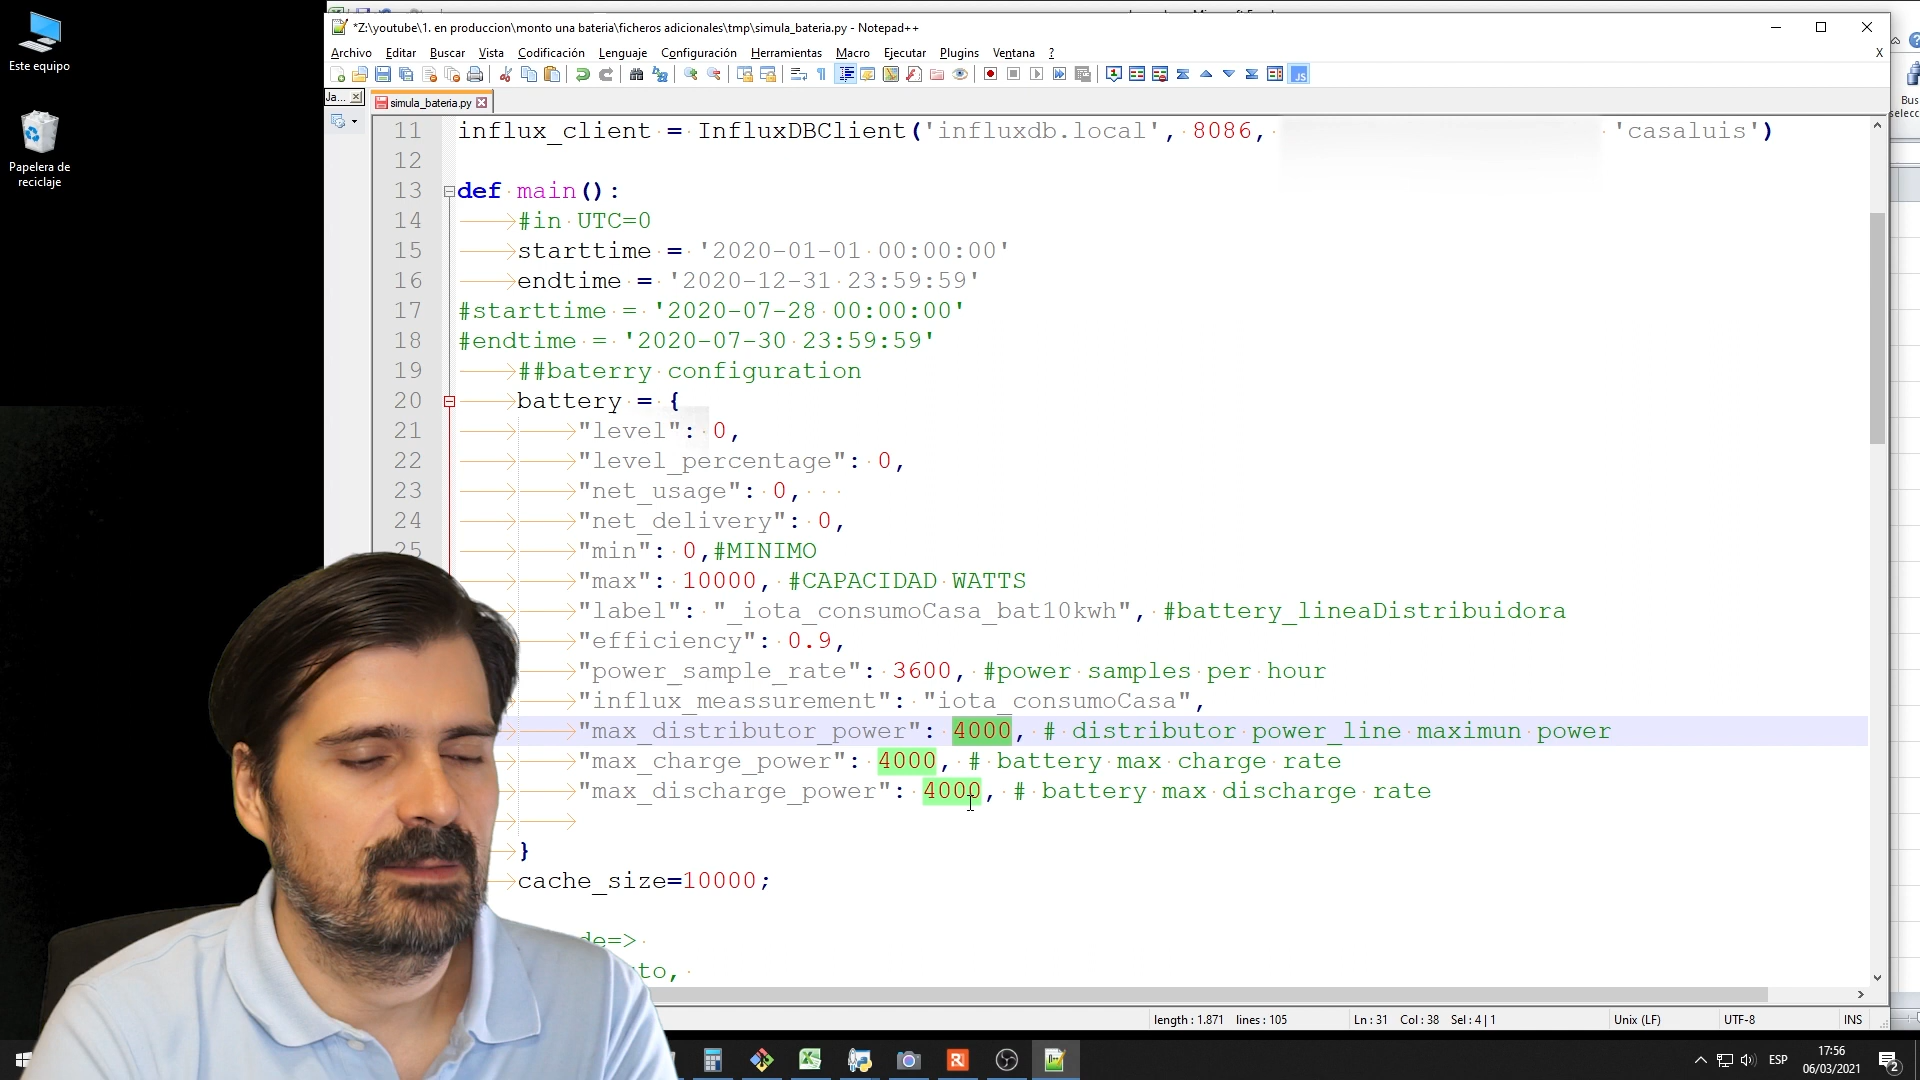 Este equipo
Papelera de
reciclaje
*Z:\youtube\1. en produccion\monto una bateria\ficheros adicionales\tmp\simula_bateria.py - Notepad++
Archivo Editar Buscar Vista Codificación Lenguaje Configuración Herramientas Macro Ejecutar Plugins Ventana ? X
Bus
selecc
Ja...
simula_bateria.py
11 influx_client = InfluxDBClient('influxdb.local', 8086, 'casaluis')
12
13 def main():
14 #in UTC=0
15 starttime = '2020-01-01 00:00:00'
16 endtime = '2020-12-31 23:59:59'
17 #starttime = '2020-07-28 00:00:00'
18 #endtime = '2020-07-30 23:59:59'
19 ##baterry configuration
20 battery = {
21 "level": 0,
22 "level_percentage": 0,
23 "net_usage": 0,
24 "net_delivery": 0,
25 "min": 0,#MINIMO
"max": 10000, #CAPACIDAD WATTS
"label": "_iota_consumoCasa_bat10kwh", #battery_lineaDistribuidora
"efficiency": 0.9,
"power_sample_rate": 3600, #power samples per hour
"influx_meassurement": "iota_consumoCasa",
"max_distributor_power": 4000, # distributor power_line maximun power
"max_charge_power": 4000, # battery max charge rate
"max_discharge_power": 4000, # battery max discharge rate
}
cache_size=10000;
de=>
to,
length : 1.871 lines : 105 Ln : 31 Col : 38 Sel : 4 | 1 Unix (LF) UTF-8 INS
ESP
17:56
06/03/2021
2